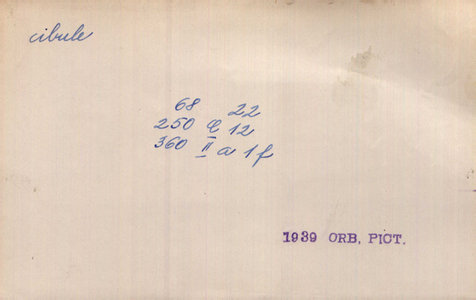 cibule
68 22
250 a 12
360 II a 1 f
1939 ORB. PICT.